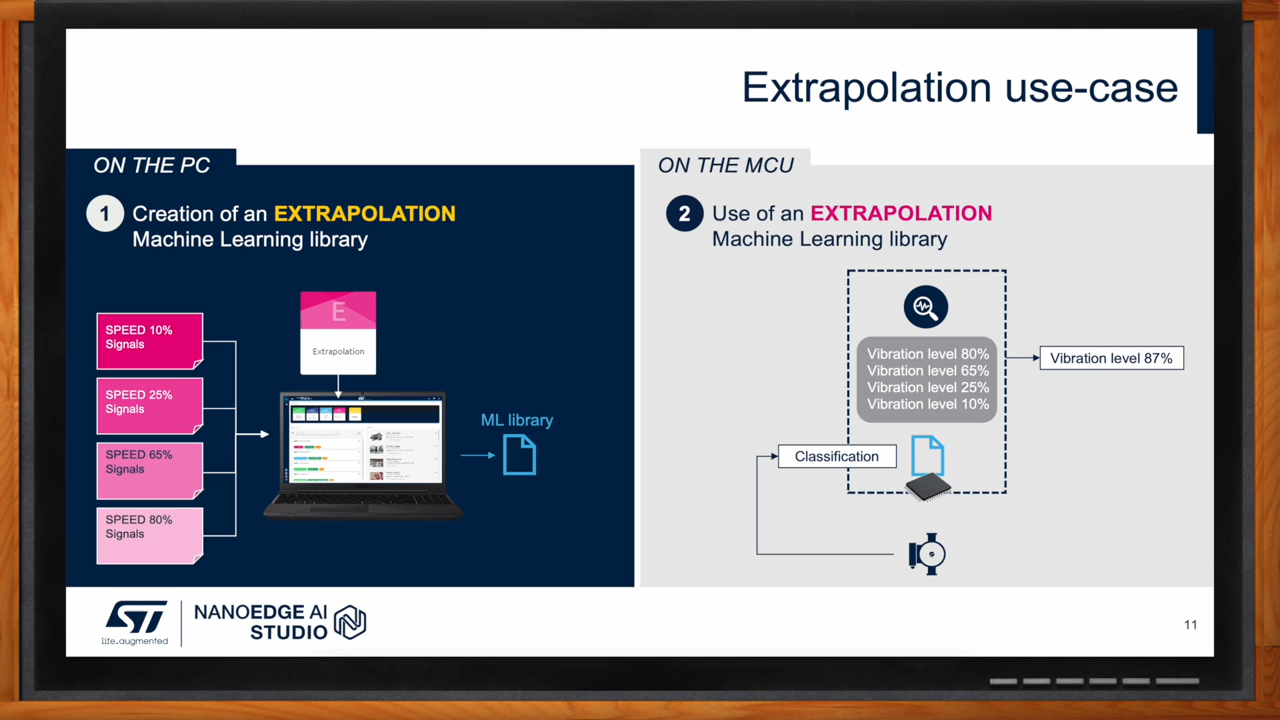 Extrapolation use-case
ON THE PC
1
Creation of an EXTRAPOLATION
Machine Learning library
SPEED 10%
Signals
SPEED 25%
Signals
SPEED 65%
Signals
SPEED 80%
Signals
E
Extrapolation
ML library
ON THE MCU
2
Use of an EXTRAPOLATION
Machine Learning library
Vibration level 80%
Vibration level 65%
Vibration level 25%
Vibration level 10%
Vibration level 87%
Classification
ST
life.augmented
NANOEDGE AI
STUDIO
11